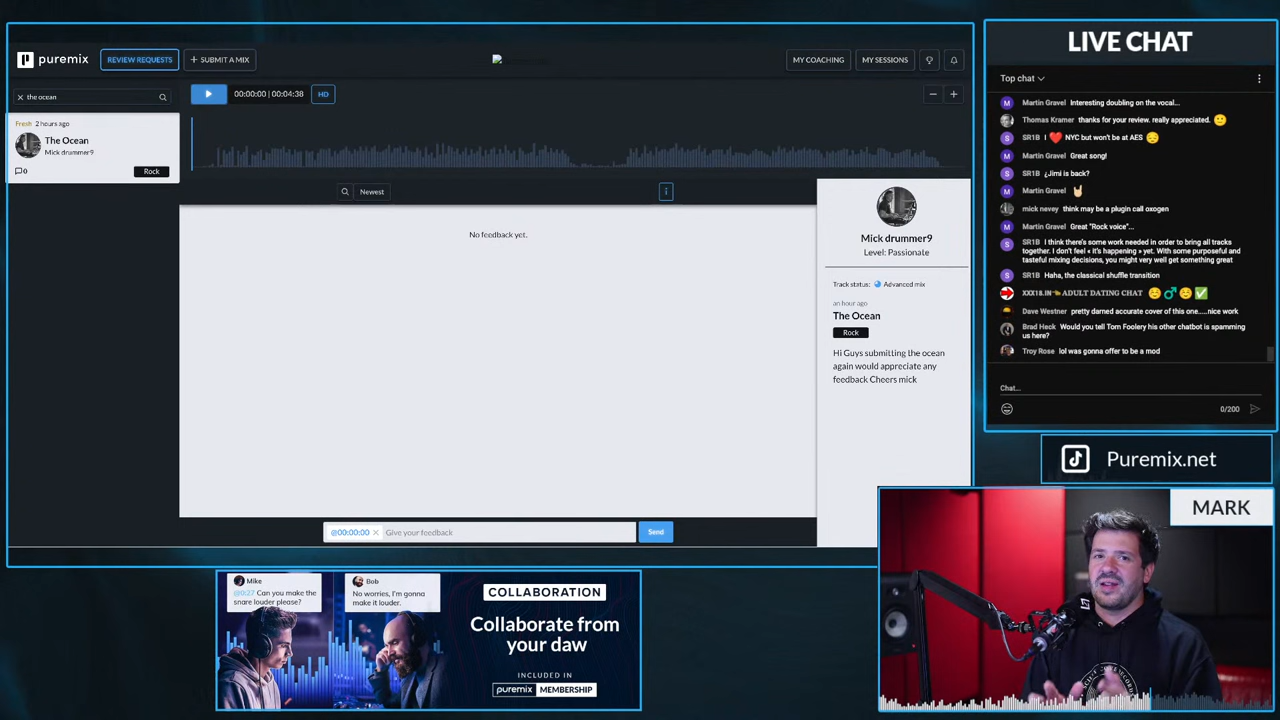 puremix
REVIEW REQUESTS
+ SUBMIT A MIX
MY COACHING
MY SESSIONS
× the ocean
00:00:00 | 00:04:38
HD
Fresh 2 hours ago
The Ocean
Mick drummer9
0
Rock
Newest
No feedback yet.
@00:00:00 ×
Give your feedback
Send
Mick drummer9
Level: Passionate
Track status: Advanced mix
an hour ago
The Ocean
Rock
Hi Guys submitting the ocean
again would appreciate any
feedback Cheers mick
LIVE CHAT
Top chat
Martin Gravel Interesting doubling on the vocal...
Thomas Kramer thanks for your review. really appreciated. 🙂
SR1B I ❤️ NYC but won't be at AES 😔
Martin Gravel Great song!
SR1B ¿Jimi is back?
Martin Gravel 🤘🏻
mick nevey think may be a plugin call oxogen
Martin Gravel Great "Rock voice"...
SR1B I think there's some work needed in order to bring all tracks
together. I don't feel « it's happening » yet. With some purposeful and
tasteful mixing decisions, you might very well get something great
SR1B Haha, the classical shuffle transition
XXX18.IN ADULT DATING CHAT
Dave Westner pretty darned accurate cover of this one.....nice work
Brad Heck Would you tell Tom Foolery his other chatbot is spamming
us here?
Troy Rose lol was gonna offer to be a mod
Chat...
0/200
Puremix.net
MARK
Mike
@0:27 Can you make the
snare louder please?
Bob
No worries, I'm gonna
make it louder.
COLLABORATION
Collaborate from
your daw
INCLUDED IN
puremix MEMBERSHIP